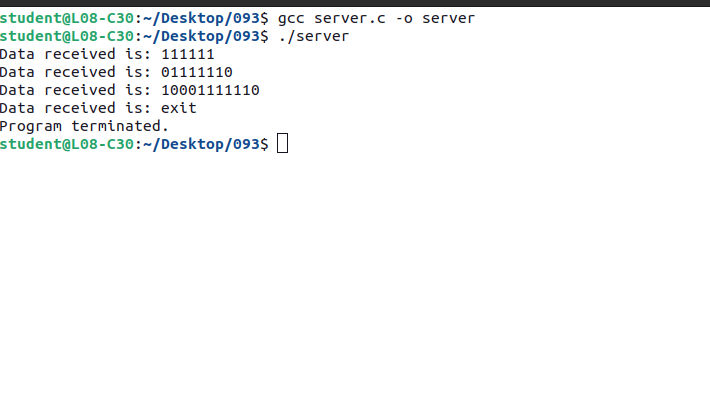 student@L08-C30:~/Desktop/093$ gcc server.c -o server
student@L08-C30:~/Desktop/093$ ./server
Data received is: 111111
Data received is: 01111110
Data received is: 10001111110
Data received is: exit
Program terminated.
student@L08-C30:~/Desktop/093$